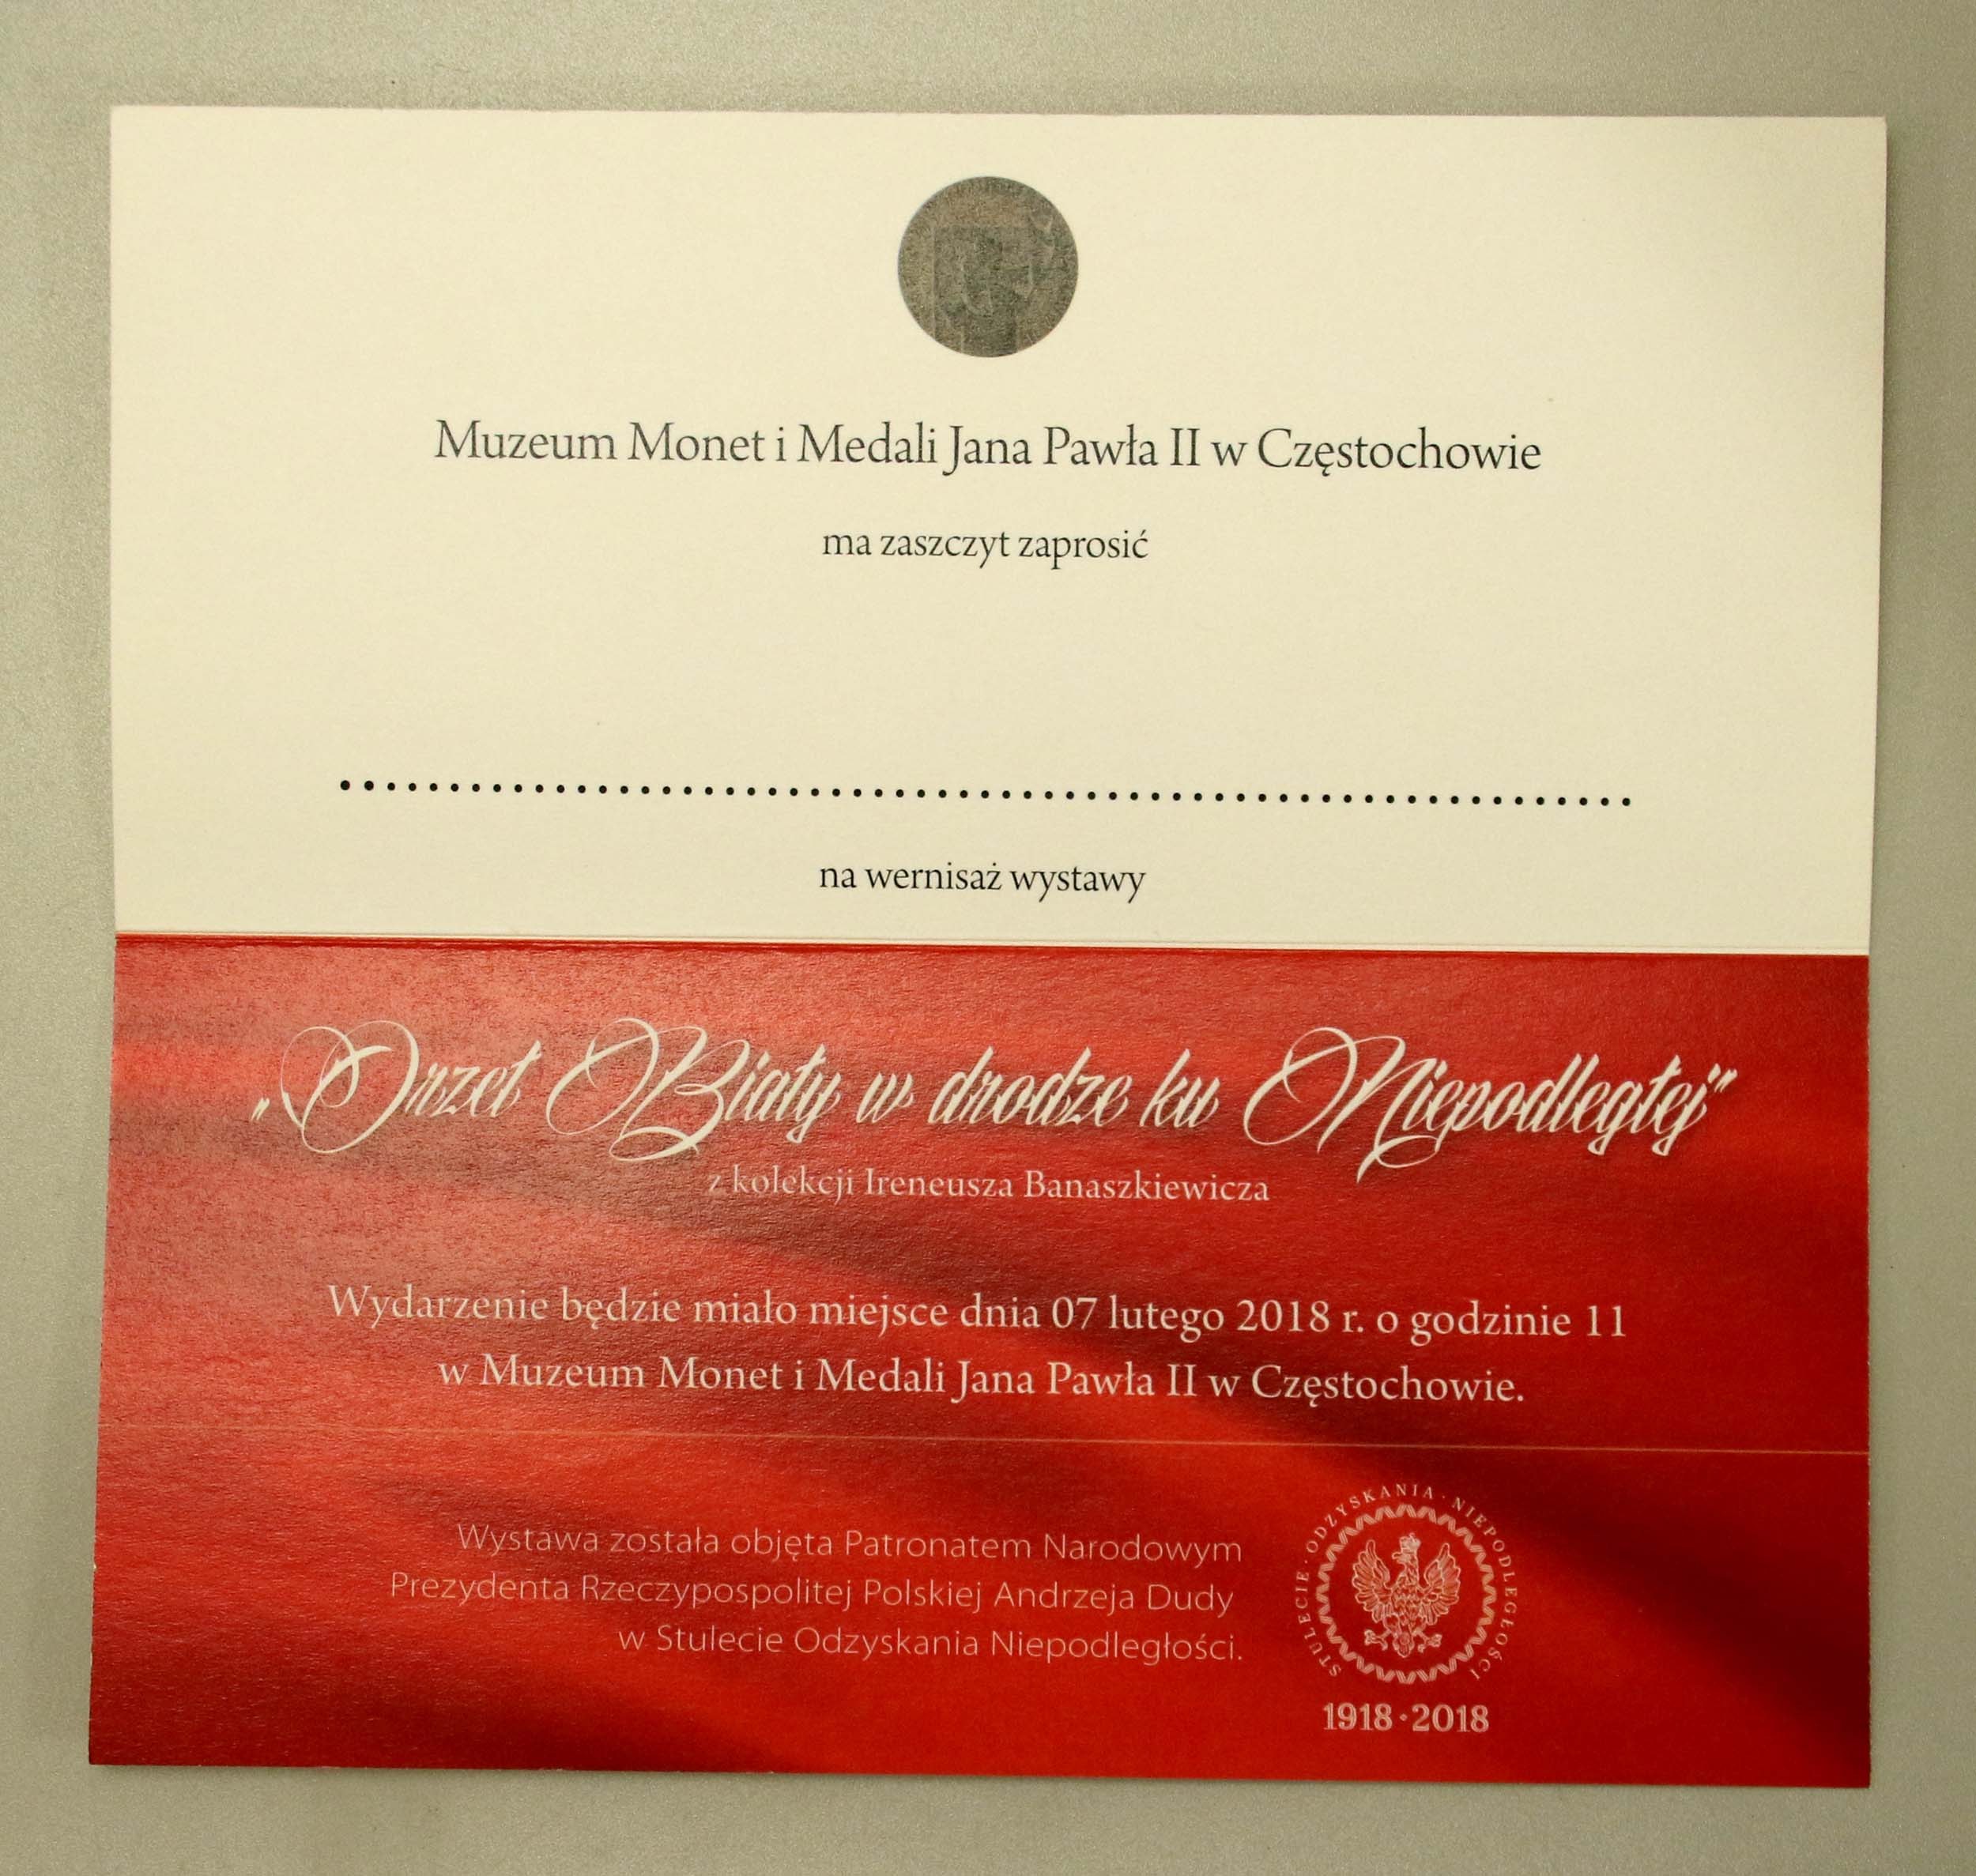 Muzeum Monet i Medali Jana Pawła II w Częstochowie
ma zaszczyt zaprosić
na wernisaż wystawy
„Orzeł Biały w drodze ku Niepodległej”
z kolekcji Ireneusza Banaszkiewicza
Wydarzenie będzie miało miejsce dnia 07 lutego 2018 r. o godzinie 11
w Muzeum Monet i Medali Jana Pawła II w Częstochowie.
Wystawa została objęta Patronatem Narodowym
Prezydenta Rzeczypospolitej Polskiej Andrzeja Dudy
w Stulecie Odzyskania Niepodległości.
STULECIE · ODZYSKANIA · NIEPODLEGŁOŚCI
1918 · 2018